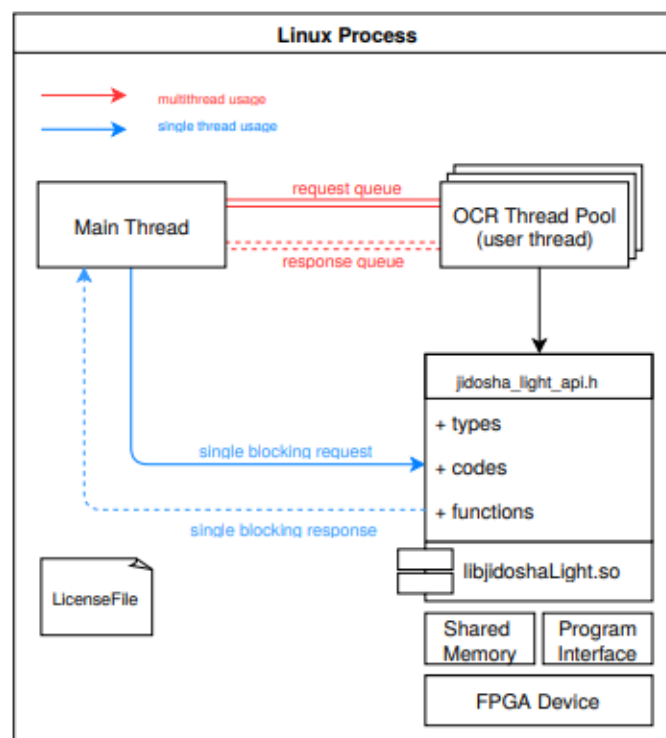 Linux Process
multithread usage
single thread usage
request queue
Main Thread
OCR Thread Pool
(user thread)
response queue
jidosha_light_api.h
+ types
single blocking request
+ codes
+ functions
single blocking response
libjidoshaLight.so
LicenseFile
Shared
Memory
Program
Interface
FPGA Device